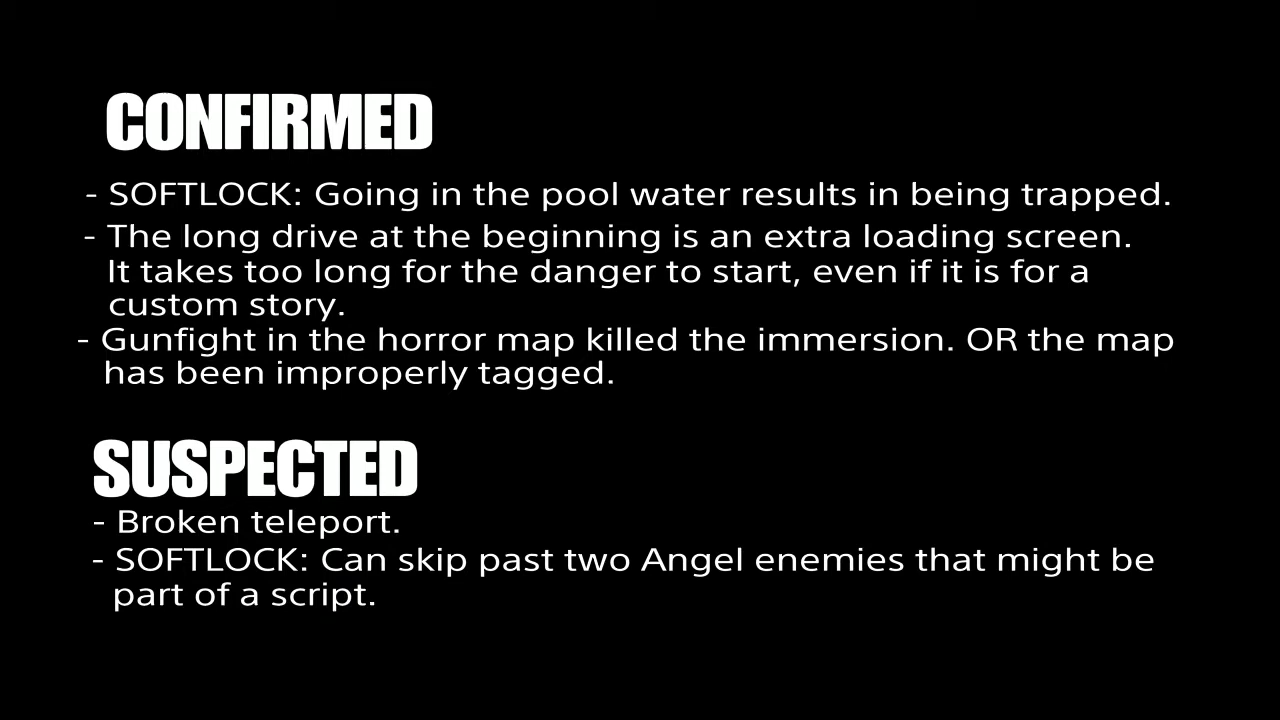 CONFIRMED
- SOFTLOCK: Going in the pool water results in being trapped.
- The long drive at the beginning is an extra loading screen.
It takes too long for the danger to start, even if it is for a
custom story.
- Gunfight in the horror map killed the immersion. OR the map
has been improperly tagged.
SUSPECTED
- Broken teleport.
- SOFTLOCK: Can skip past two Angel enemies that might be
part of a script.